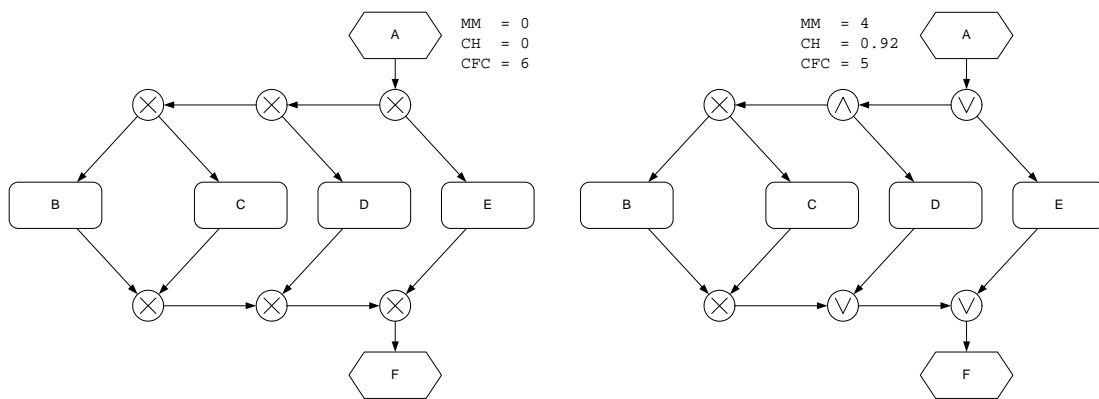 A
MM = 0
CH = 0
CFC = 6
B
C
D
E
F
MM = 4
CH = 0.92
CFC = 5
A
B
C
D
E
F